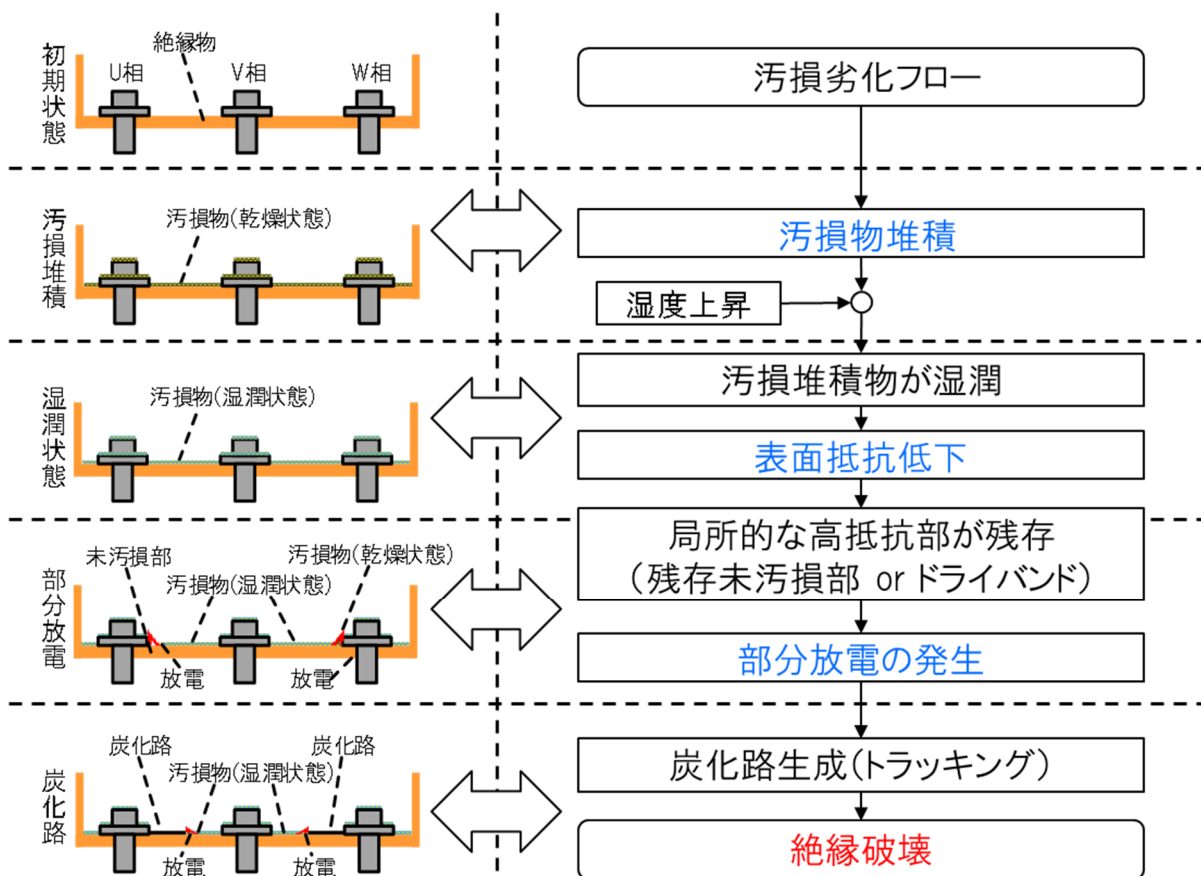 初期状態
絶縁物
U相
V相
W相
汚損劣化フロー
汚損堆積
汚損物(乾燥状態)
汚損物堆積
湿度上昇
湿潤状態
汚損物(湿潤状態)
汚損堆積物が湿潤
表面抵抗低下
部分放電
未汚損部
汚損物(乾燥状態)
汚損物(湿潤状態)
放電
放電
局所的な高抵抗部が残存
(残存未汚損部 or ドライバンド)
部分放電の発生
炭化路
炭化路
炭化路
汚損物(湿潤状態)
放電
放電
炭化路生成(トラッキング)
絶縁破壊